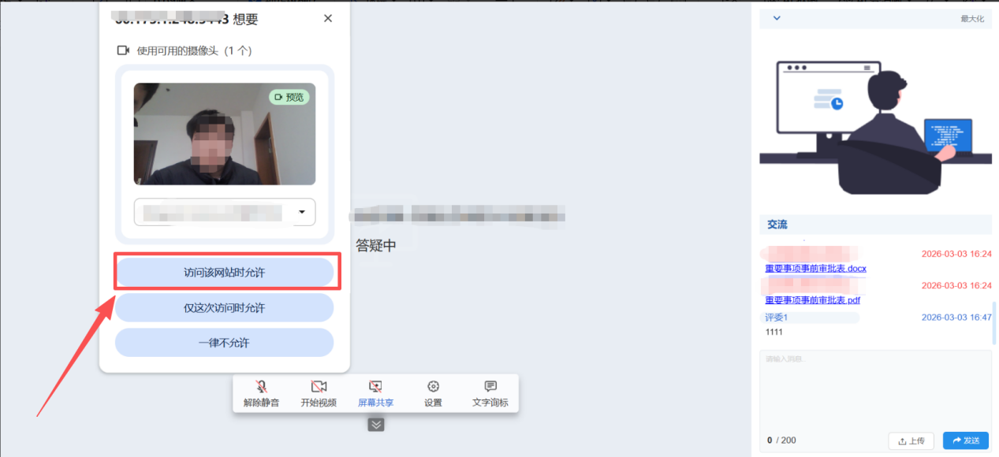 想要
使用可用的摄像头（1 个）
预览
访问该网站时允许
仅这次访问时允许
一律不允许
答疑中
解除静音
开始视频
屏幕共享
设置
文字询标
最大化
交流
2026-03-03 16:24
重要事项事前审批表.docx
2026-03-03 16:24
重要事项事前审批表.pdf
评委1
2026-03-03 16:47
1111
请输入消息..
0 / 200
上传
发送